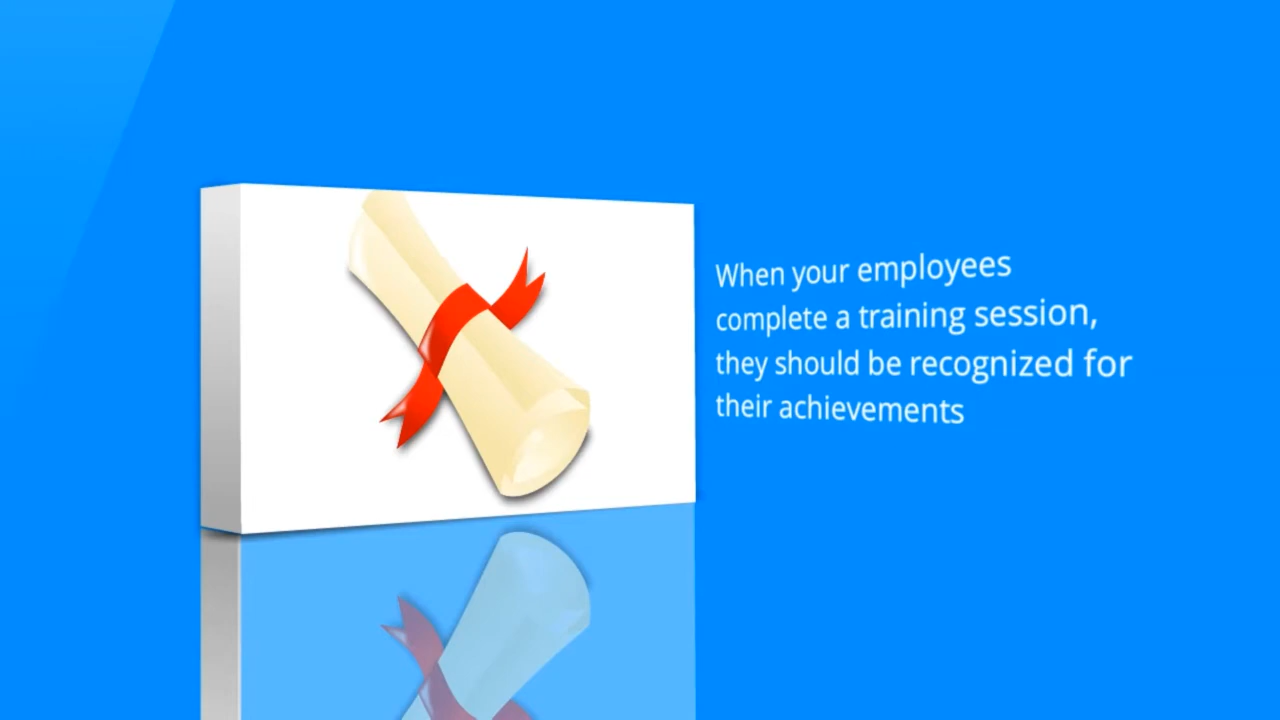 When your employees
complete a training session,
they should be recognized for
their achievements